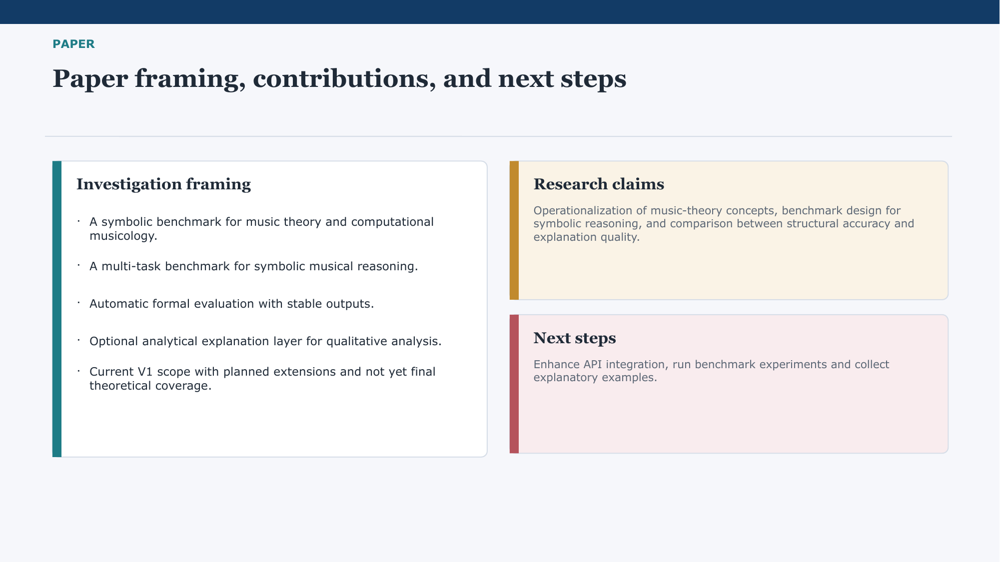 PAPER
Paper framing, contributions, and next steps
Investigation framing
· A symbolic benchmark for music theory and computational
musicology.
· A multi-task benchmark for symbolic musical reasoning.
· Automatic formal evaluation with stable outputs.
· Optional analytical explanation layer for qualitative analysis.
· Current V1 scope with planned extensions and not yet final
theoretical coverage.
Research claims
Operationalization of music-theory concepts, benchmark design for
symbolic reasoning, and comparison between structural accuracy and
explanation quality.
Next steps
Enhance API integration, run benchmark experiments and collect
explanatory examples.